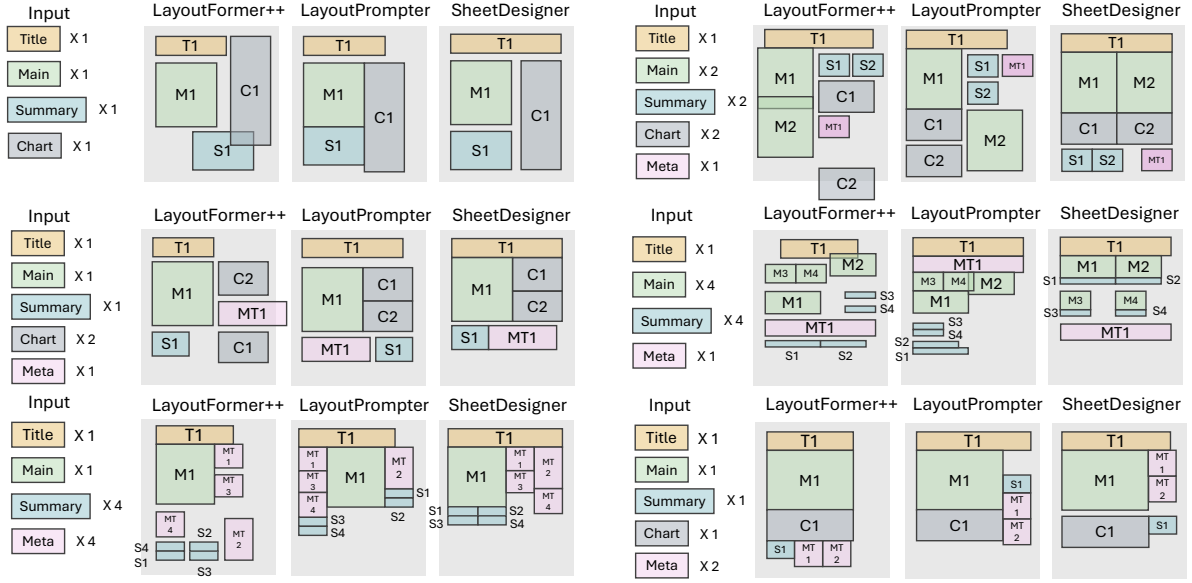 Input
Title X 1
Main X 1
Summary X 1
Chart X 1
LayoutFormer++ LayoutPrompter SheetDesigner
T1 C1 M1 S1
T1 M1 C1 S1
T1 M1 C1 S1
Input
Title X 1
Main X 2
Summary X 2
Chart X 2
Meta X 1
LayoutFormer++ LayoutPrompter SheetDesigner
T1 M1 S1 S2 C1 M2 MT1 C2
T1 M1 S1 MT1 S2 C1 M2 C2
T1 M1 M2 C1 C2 S1 S2 MT1
Input
Title X 1
Main X 1
Summary X 1
Chart X 2
Meta X 1
LayoutFormer++ LayoutPrompter SheetDesigner
T1 M1 C2 MT1 S1 C1
T1 M1 C1 C2 MT1 S1
T1 M1 C1 C2 S1 MT1
Input
Title X 1
Main X 4
Summary X 4
Meta X 1
LayoutFormer++ LayoutPrompter SheetDesigner
T1 M2 M3 M4 M1 S3 S4 MT1 S1 S2
T1 MT1 M3 M4 M2 M1 S3 S4 S2 S1
T1 M1 M2 S1 S2 M3 M4 S3 S4 MT1
Input
Title X 1
Main X 1
Summary X 4
Meta X 4
LayoutFormer++ LayoutPrompter SheetDesigner
T1 M1 MT 1 MT 3 MT 4 S2 MT 2 S4 S1 S3
T1 MT 1 M1 MT 2 MT 3 S1 MT 4 S2 S3 S4
T1 M1 MT 1 MT 2 MT 3 MT 4 S1 S2 S3 S4
Input
Title X 1
Main X 1
Summary X 1
Chart X 1
Meta X 2
LayoutFormer++ LayoutPrompter SheetDesigner
T1 M1 C1 S1 MT 1 MT 2
T1 M1 S1 MT 1 C1 MT 2
T1 M1 MT 1 MT 2 C1 S1